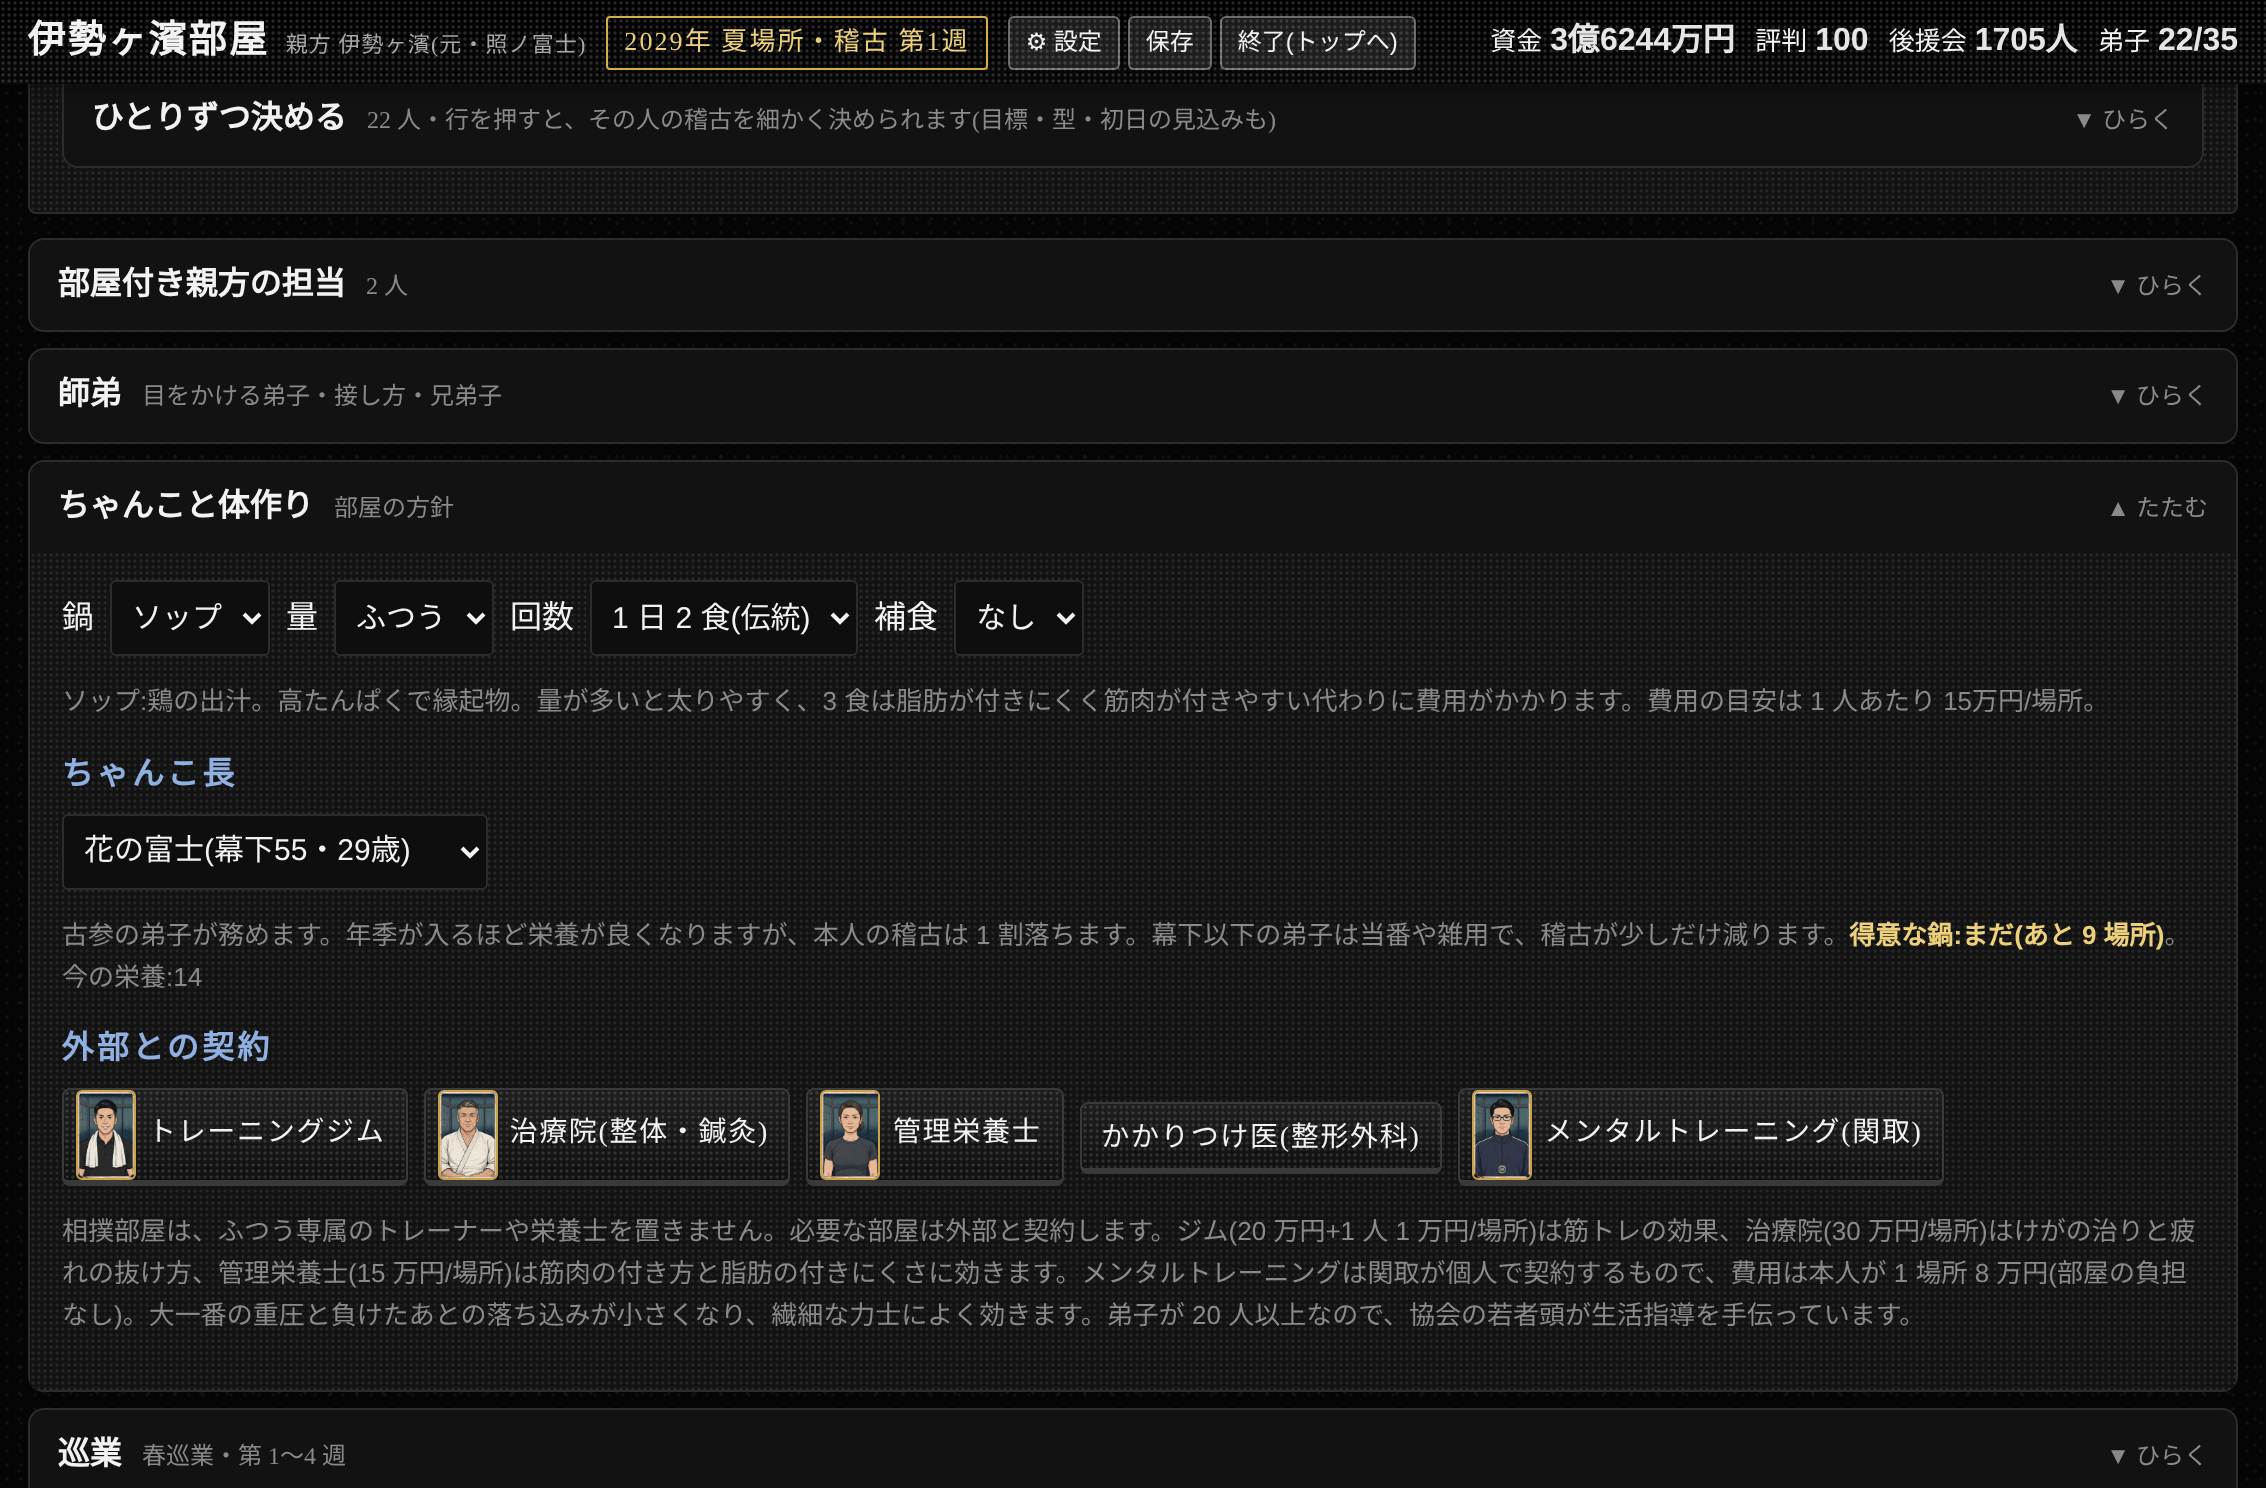 伊勢ヶ濱部屋 親方 伊勢ヶ濱(元・照ノ富士) 2029年 夏場所・稽古 第1週 ⚙ 設定 保存 終了(トップへ) 資金 3億6244万円 評判 100 後援会 1705人 弟子 22/35
ひとりずつ決める 22 人・行を押すと、その人の稽古を細かく決められます(目標・型・初日の見込みも) ▼ ひらく
部屋付き親方の担当 2 人 ▼ ひらく
師弟 目をかける弟子・接し方・兄弟子 ▼ ひらく
ちゃんこと体作り 部屋の方針 ▲ たたむ
鍋 ソップ 量 ふつう 回数 1 日 2 食(伝統) 補食 なし
ソップ:鶏の出汁。高たんぱくで縁起物。量が多いと太りやすく、3 食は脂肪が付きにくく筋肉が付きやすい代わりに費用がかかります。費用の目安は 1 人あたり 15万円/場所。
ちゃんこ長
花の富士(幕下55・29歳)
古参の弟子が務めます。年季が入るほど栄養が良くなりますが、本人の稽古は 1 割落ちます。幕下以下の弟子は当番や雑用で、稽古が少しだけ減ります。得意な鍋:まだ(あと 9 場所)。
今の栄養:14
外部との契約
トレーニングジム 治療院(整体・鍼灸) 管理栄養士 かかりつけ医(整形外科) メンタルトレーニング(関取)
相撲部屋は、ふつう専属のトレーナーや栄養士を置きません。必要な部屋は外部と契約します。ジム(20 万円+1 人 1 万円/場所)は筋トレの効果、治療院(30 万円/場所)はけがの治りと疲
れの抜け方、管理栄養士(15 万円/場所)は筋肉の付き方と脂肪の付きにくさに効きます。メンタルトレーニングは関取が個人で契約するもので、費用は本人が 1 場所 8 万円(部屋の負担
なし)。大一番の重圧と負けたあとの落ち込みが小さくなり、繊細な力士によく効きます。弟子が 20 人以上なので、協会の若者頭が生活指導を手伝っています。
巡業 春巡業・第 1〜4 週 ▼ ひらく